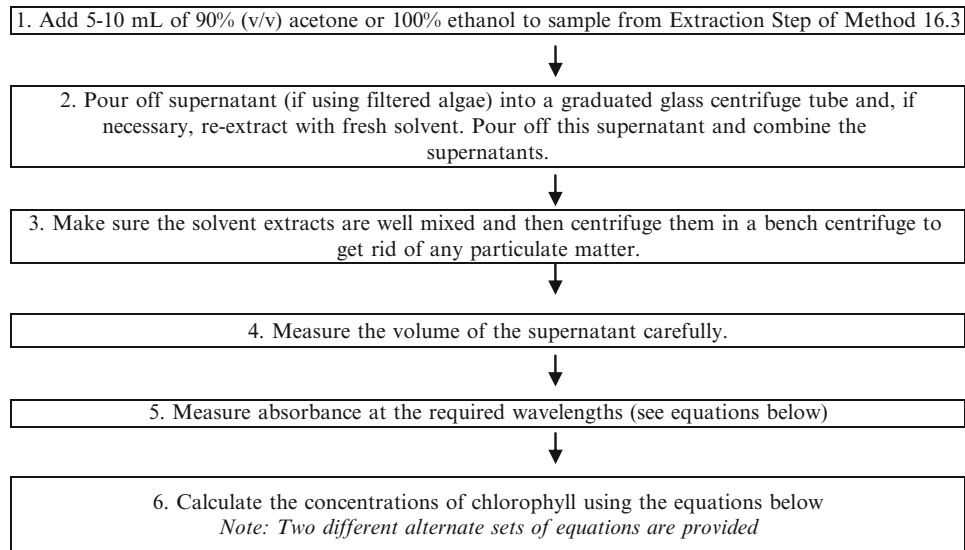 1. Add 5-10 mL of 90% (v/v) acetone or 100% ethanol to sample from Extraction Step of Method 16.3
2. Pour off supernatant (if using filtered algae) into a graduated glass centrifuge tube and, if
necessary, re-extract with fresh solvent. Pour off this supernatant and combine the
supernatants.
3. Make sure the solvent extracts are well mixed and then centrifuge them in a bench centrifuge to
get rid of any particulate matter.
4. Measure the volume of the supernatant carefully.
5. Measure absorbance at the required wavelengths (see equations below)
6. Calculate the concentrations of chlorophyll using the equations below
Note: Two different alternate sets of equations are provided